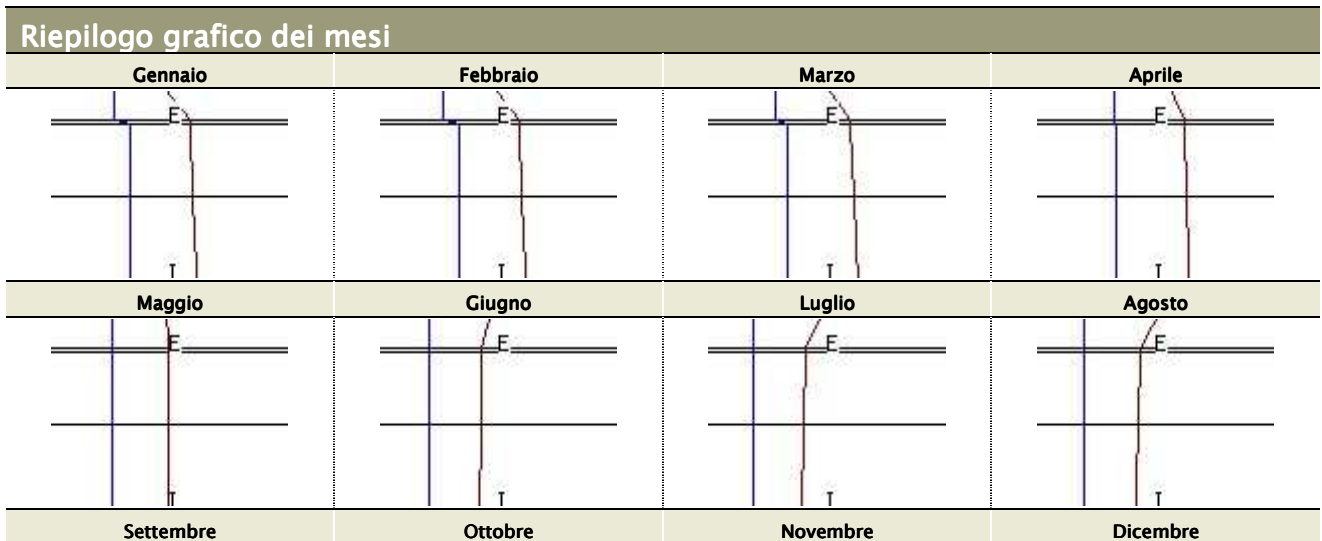 Riepilogo grafico dei mesi
Gennaio Febbraio Marzo Aprile
E E E E
I I I I
Maggio Giugno Luglio Agosto
E E E E
I I I I
Settembre Ottobre Novembre Dicembre